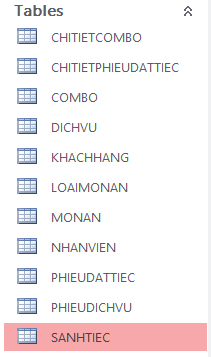 Tables
CHITIETCOMBO
CHITIETPHIEUDATTIEC
COMBO
DICHVU
KHACHHANG
LOAIMONAN
MONAN
NHANVIEN
PHIEUDATTIEC
PHIEUDICHVU
SANHTIEC